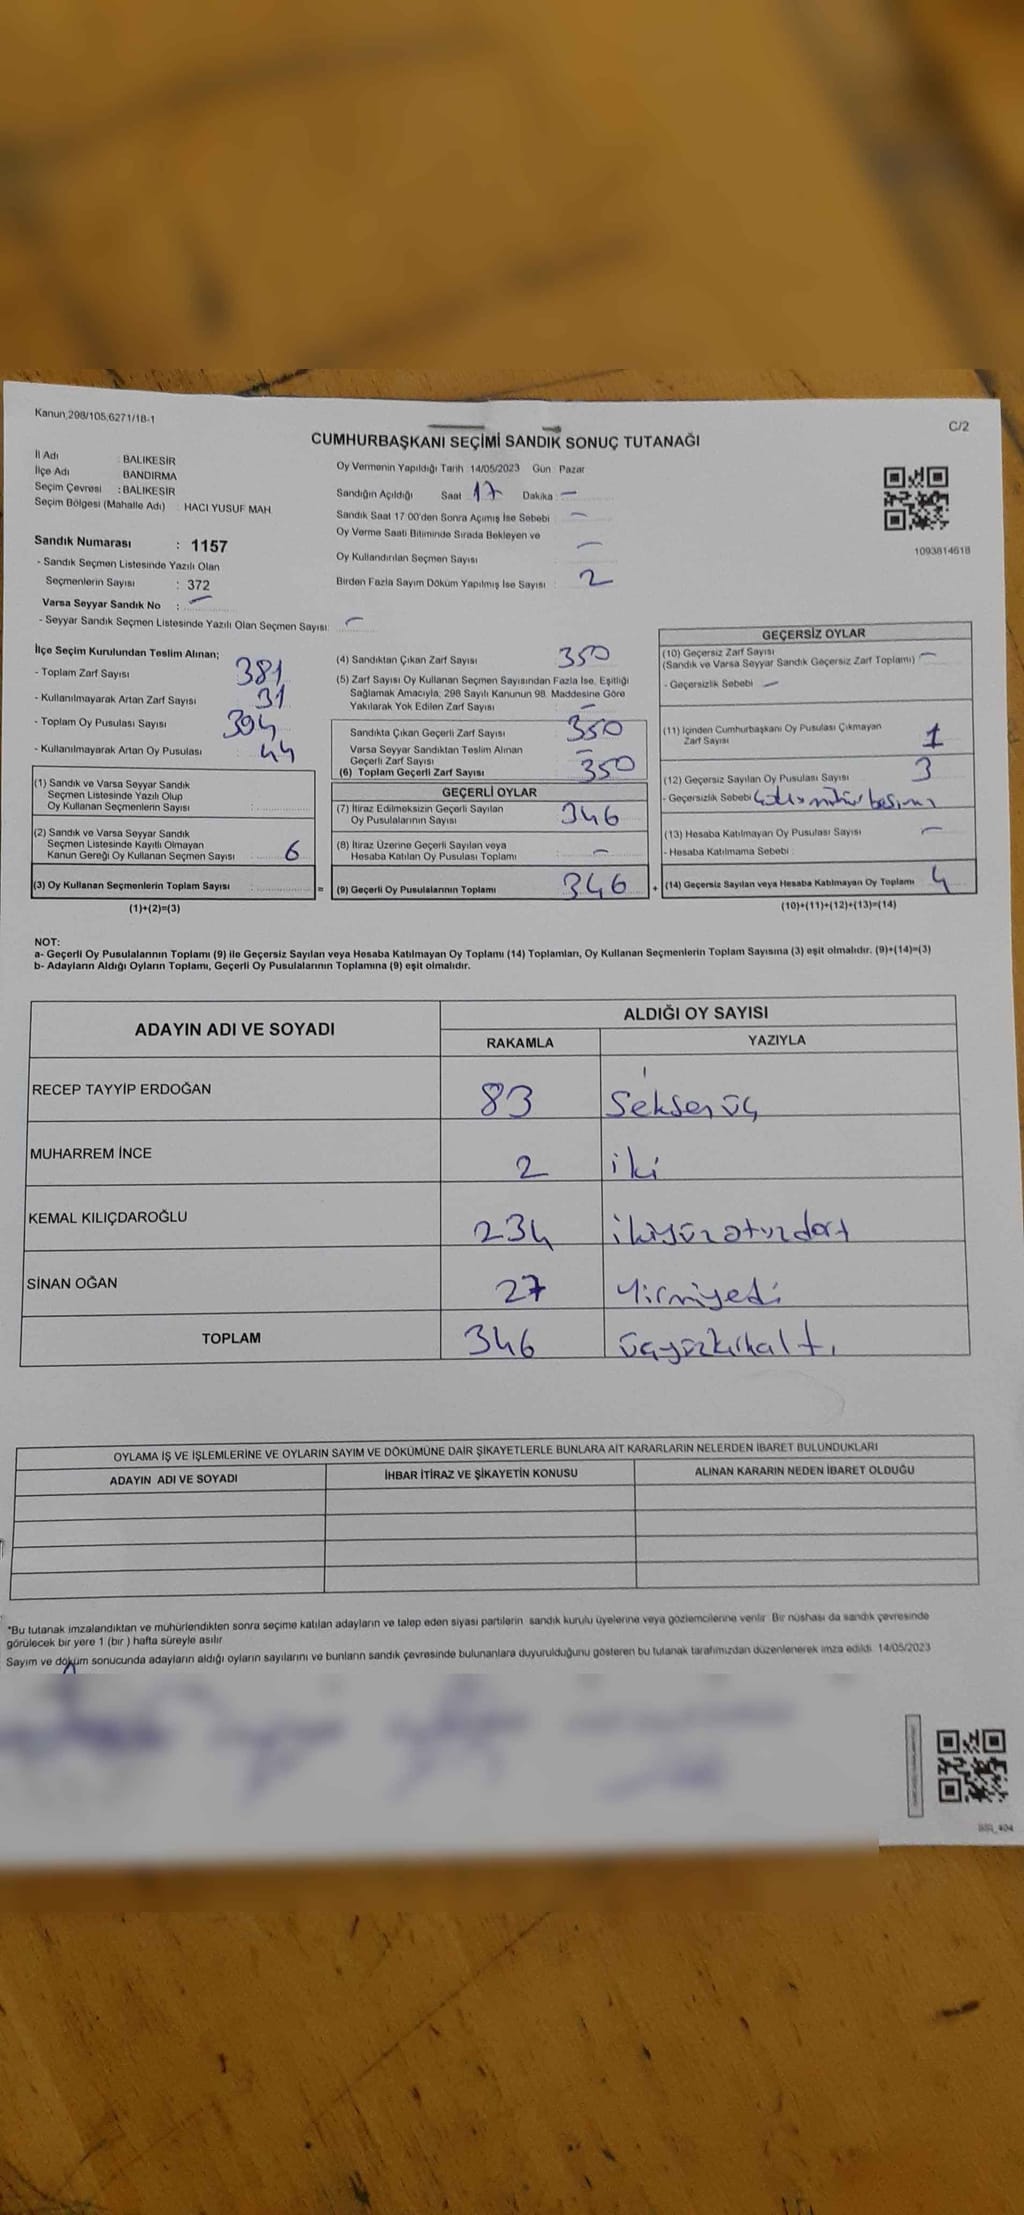 Kanun,298/105,6271/18-1
C/2
CUMHURBAŞKANI SEÇİMİ SANDIK SONUÇ TUTANAĞI
İl Adı : BALIKESİR
İlçe Adı BANDIRMA
Seçim Çevresi : BALIKESİR
Seçim Bölgesi (Mahalle Adı) : HACI YUSUF MAH.
Oy Vermenin Yapıldığı Tarih : 14/05/2023 Gün : Pazar
Sandığın Açıldığı Saat : 17 Dakika : –
Sandık Saat 17:00'den Sonra Açımış İse Sebebi : –
Oy Verme Saati Bitiminde Sırada Bekleyen ve
Oy Kullandırılan Seçmen Sayısı : –
Birden Fazla Sayım Döküm Yapılmış İse Sayısı : 2
1093814618
Sandık Numarası : 1157
- Sandık Seçmen Listesinde Yazılı Olan
Seçmenlerin Sayısı : 372
Varsa Seyyar Sandık No : –
- Seyyar Sandık Seçmen Listesinde Yazılı Olan Seçmen Sayısı: –
İlçe Seçim Kurulundan Teslim Alınan;
- Toplam Zarf Sayısı 381
- Kullanılmayarak Artan Zarf Sayısı 31
- Toplam Oy Pusulası Sayısı 394
- Kullanılmayarak Artan Oy Pusulası 44
(1) Sandık ve Varsa Seyyar Sandık
Seçmen Listesinde Yazılı Olup
Oy Kullanan Seçmenlerin Sayısı :
(2) Sandık ve Varsa Seyyar Sandık
Seçmen Listesinde Kayıtlı Olmayan
Kanun Gereği Oy Kullanan Seçmen Sayısı : 6
(3) Oy Kullanan Seçmenlerin Toplam Sayısı : =
(1)+(2)=(3)
(4) Sandıktan Çıkan Zarf Sayısı 350
(5) Zarf Sayısı Oy Kullanan Seçmen Sayısından Fazla İse, Eşitliği
Sağlamak Amacıyla, 298 Sayılı Kanunun 98. Maddesine Göre
Yakılarak Yok Edilen Zarf Sayısı –
Sandıkta Çıkan Geçerli Zarf Sayısı 350
Varsa Seyyar Sandıktan Teslim Alınan
Geçerli Zarf Sayısı –
(6) Toplam Geçerli Zarf Sayısı 350
GEÇERLİ OYLAR
(7) İtiraz Edilmeksizin Geçerli Sayılan
Oy Pusulalarının Sayısı 346
(8) İtiraz Üzerine Geçerli Sayılan veya
Hesaba Katılan Oy Pusulası Toplamı –
(9) Geçerli Oy Pusulalarının Toplamı 346 +
GEÇERSİZ OYLAR
(10) Geçersiz Zarf Sayısı –
(Sandık ve Varsa Seyyar Sandık Geçersiz Zarf Toplamı)
- Geçersizlik Sebebi –
(11) İçinden Cumhurbaşkanı Oy Pusulası Çıkmayan
Zarf Sayısı 1
(12) Geçersiz Sayılan Oy Pusulası Sayısı 3
- Geçersizlik Sebebi mühür basımı
(13) Hesaba Katılmayan Oy Pusulası Sayısı –
- Hesaba Katılmama Sebebi :
(14) Geçersiz Sayılan veya Hesaba Katılmayan Oy Toplamı 4
(10)+(11)+(12)+(13)=(14)
NOT:
a- Geçerli Oy Pusulalarının Toplamı (9) ile Geçersiz Sayılan veya Hesaba Katılmayan Oy Toplamı (14) Toplamları, Oy Kullanan Seçmenlerin Toplam Sayısına (3) eşit olmalıdır. (9)+(14)=(3)
b- Adayların Aldığı Oyların Toplamı, Geçerli Oy Pusulalarının Toplamına (9) eşit olmalıdır.
ADAYIN ADI VE SOYADI
ALDIĞI OY SAYISI
RAKAMLA YAZIYLA
RECEP TAYYİP ERDOĞAN 83 Seksenüç
MUHARREM İNCE 2 iki
KEMAL KILIÇDAROĞLU 234 ikiyüzotuzdört
SİNAN OĞAN 27 Yirmiyedi
TOPLAM 346 üçyüzkırkaltı
OYLAMA İŞ VE İŞLEMLERİNE VE OYLARIN SAYIM VE DÖKÜMÜNE DAİR ŞİKAYETLERLE BUNLARA AİT KARARLARIN NELERDEN İBARET BULUNDUKLARI
ADAYIN ADI VE SOYADI İHBAR İTİRAZ VE ŞİKAYETİN KONUSU ALINAN KARARIN NEDEN İBARET OLDUĞU
*Bu tutanak imzalandıktan ve mühürlendikten sonra seçime katılan adayların ve talep eden siyasi partilerin sandık kurulu üyelerine veya gözlemcilerine verilir. Bir nüshası da sandık çevresinde
görülecek bir yere 1 (bir ) hafta süreyle asılır
Sayım ve döküm sonucunda adayların aldığı oyların sayılarını ve bunların sandık çevresinde bulunanlara duyurulduğunu gösteren bu tutanak tarafımızdan düzenlenerek imza edildi. 14/05/2023